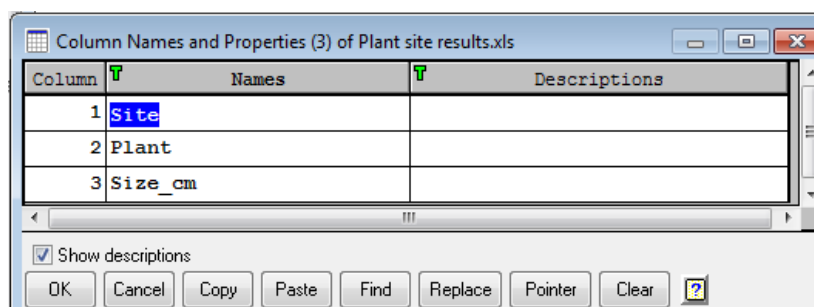 Column Names and Properties (3) of Plant site results.xls
Column T Names T Descriptions
1 Site
2 Plant
3 Size_cm
Show descriptions
OK Cancel Copy Paste Find Replace Pointer Clear ?